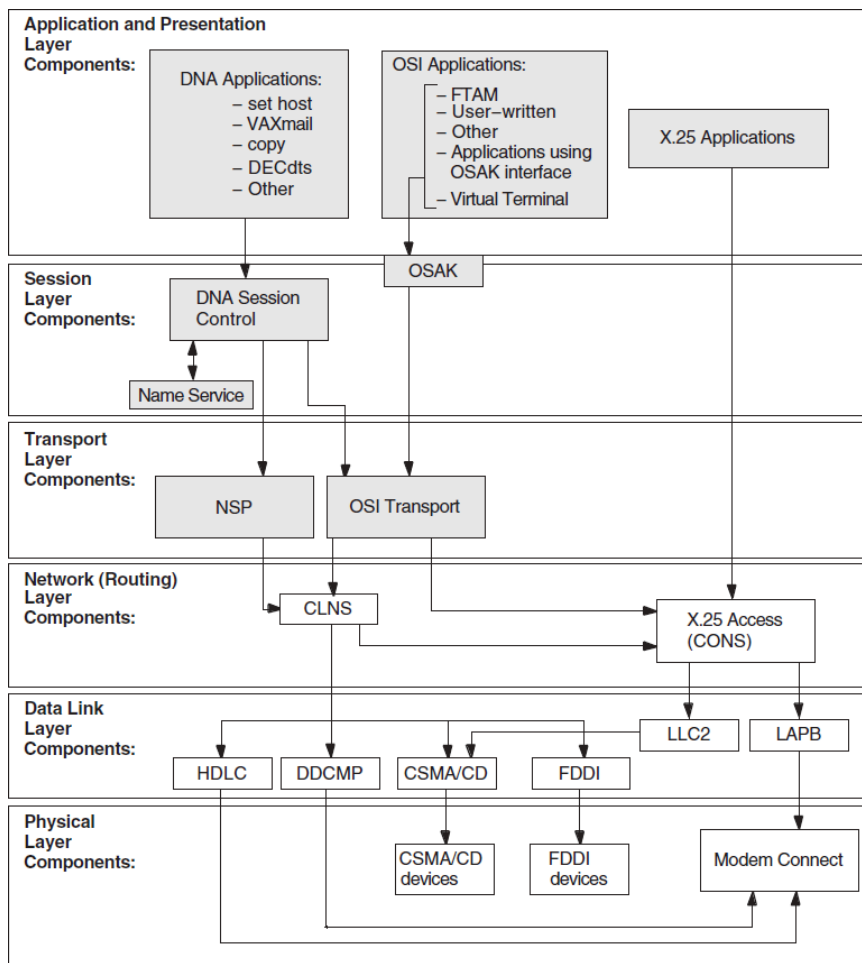 Application and Presentation
Layer
Components:
DNA Applications:
– set host
– VAXmail
– copy
– DECdts
– Other
OSI Applications:
– FTAM
– User–written
– Other
– Applications using
OSAK interface
– Virtual Terminal
X.25 Applications
OSAK
Session
Layer
Components:
DNA Session
Control
Name Service
Transport
Layer
Components:
NSP
OSI Transport
Network (Routing)
Layer
Components:
CLNS
X.25 Access
(CONS)
Data Link
Layer
Components:
LLC2
LAPB
HDLC
DDCMP
CSMA/CD
FDDI
Physical
Layer
Components:
CSMA/CD
devices
FDDI
devices
Modem Connect